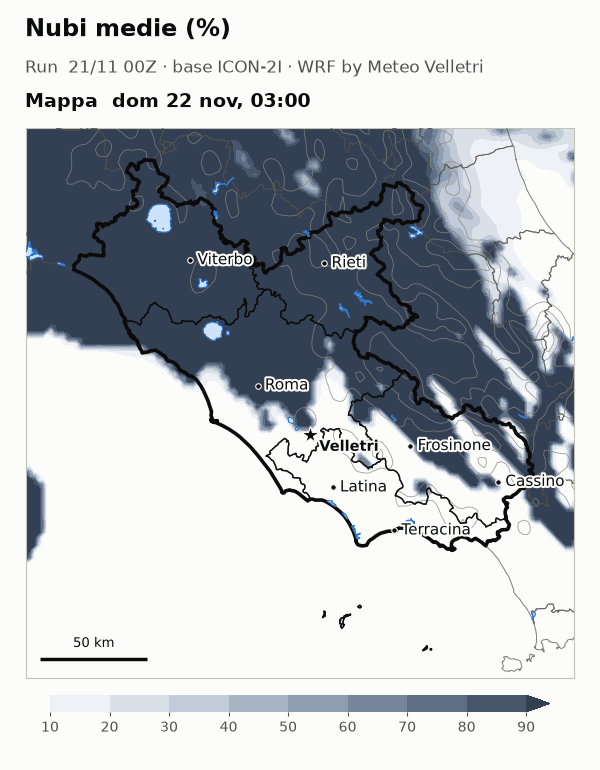 Nubi medie (%)
Run 21/11 00Z · base ICON-2I · WRF by Meteo Velletri
Mappa dom 22 nov, 03:00
Viterbo
Rieti
Roma
Velletri
Frosinone
Cassino
Latina
Terracina
50 km
10 20 30 40 50 60 70 80 90